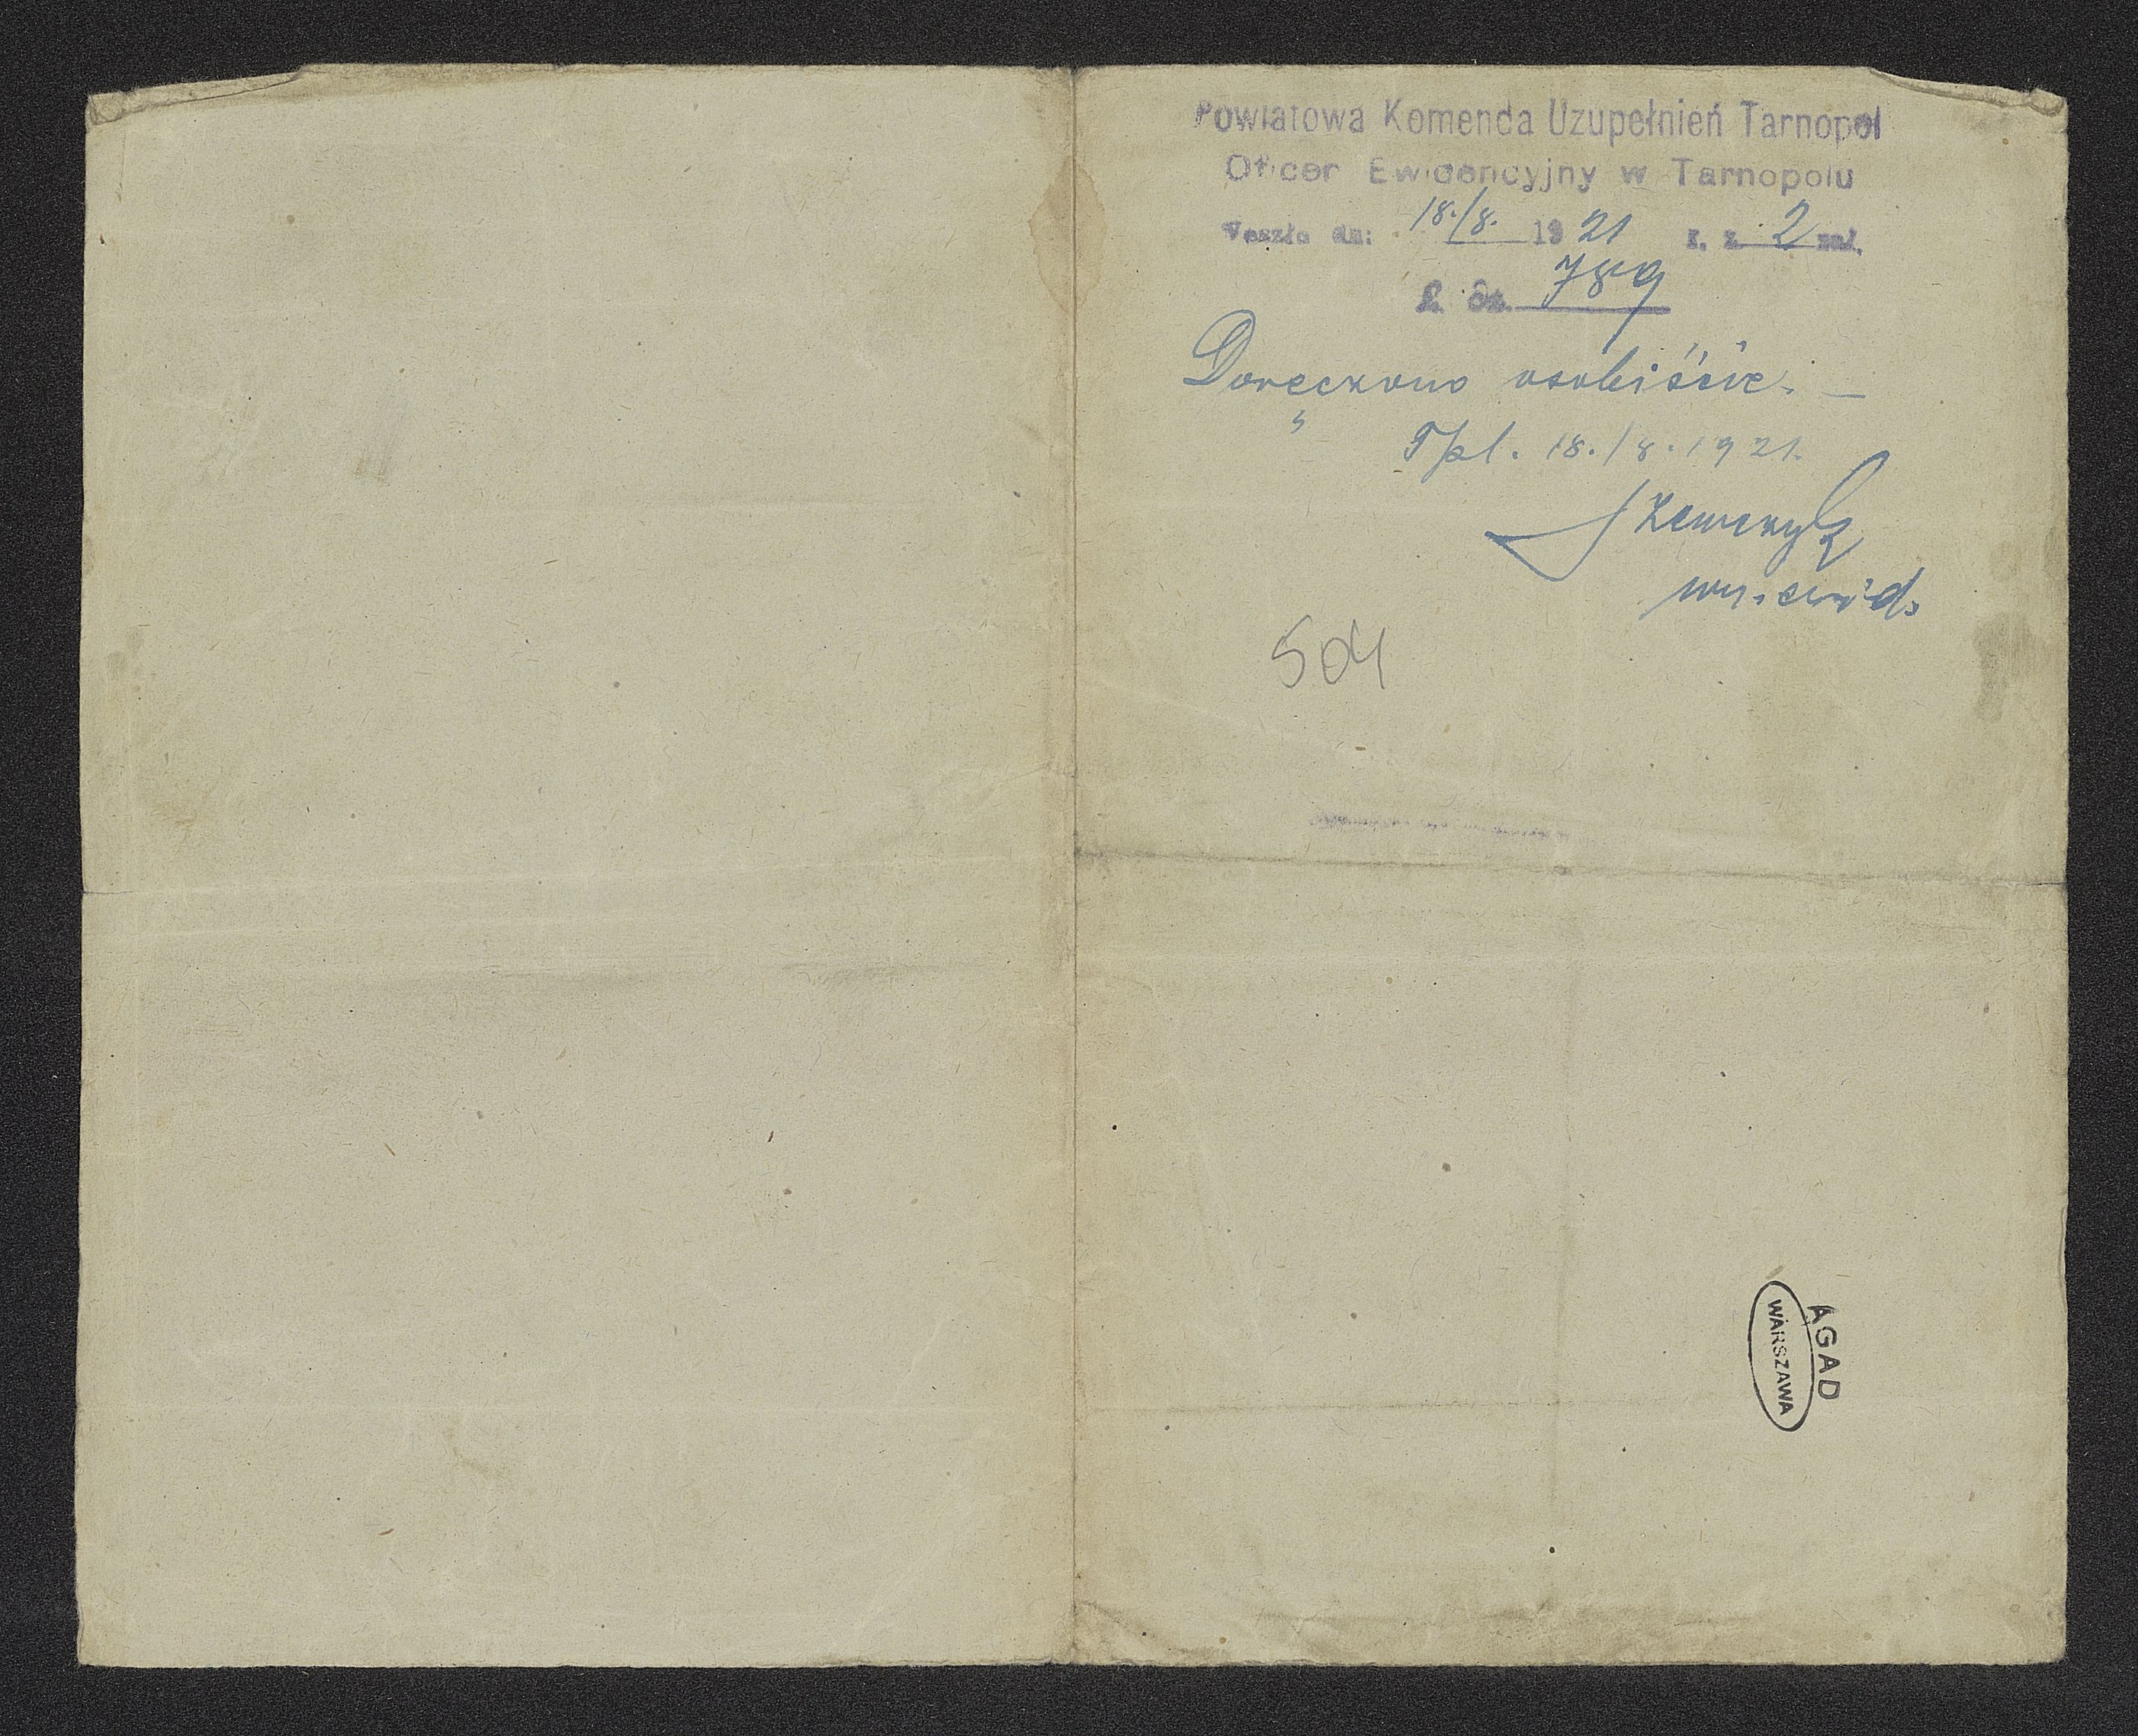 Powiatowa Komenda Uzupełnień Tarnopol
Oficer Ewidencyjny w Tarnopolu
Weszło dn: 18./8. 1921 r. z. 2 zał.
L. dz. 789
Doręczono osobiście. —
Tpl. 18./8. 1921.
ewid.
504
AGAD
WARSZAWA